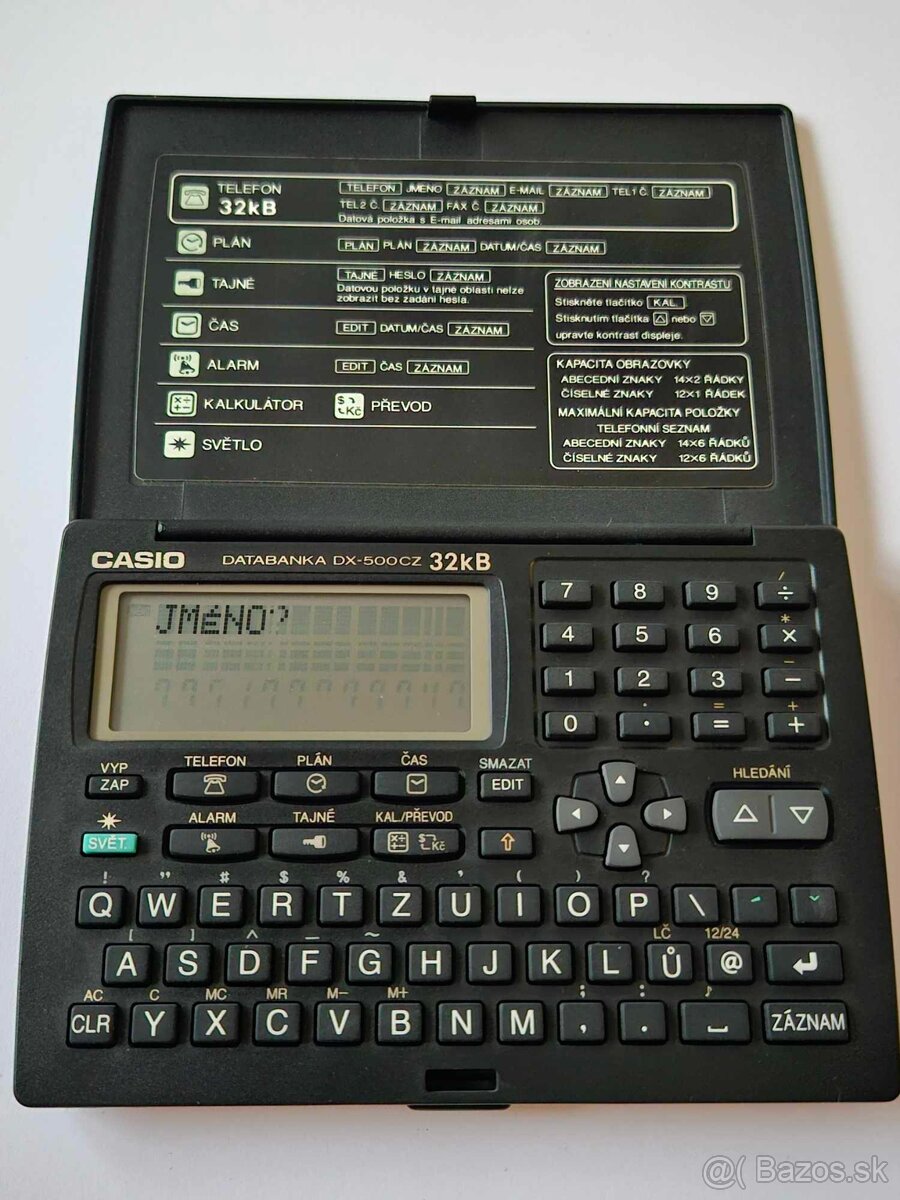 TELEFON
32kB
TELEFON JMÉNO ZÁZNAM E-MAIL ZÁZNAM TEL1 Č. ZÁZNAM
TEL2 Č. ZÁZNAM FAX Č. ZÁZNAM
Datová položka s E-mail adresami osob.
PLÁN
PLÁN PLÁN ZÁZNAM DATUM/ČAS ZÁZNAM
TAJNÉ
TAJNÉ HESLO ZÁZNAM
Datovou položku v tajné oblasti nelze
zobrazit bez zadání hesla.
ČAS
EDIT DATUM/ČAS ZÁZNAM
ALARM
EDIT ČAS ZÁZNAM
KALKULÁTOR $ Kč PŘEVOD
SVĚTLO
ZOBRAZENÍ NASTAVENÍ KONTRASTU
Stiskněte tlačítko KAL.
Stisknutím tlačítka △ nebo ▽
upravte kontrast displeje.
KAPACITA OBRAZOVKY
ABECEDNÍ ZNAKY 14×2 ŘÁDKY
ČÍSELNÉ ZNAKY 12×1 ŘÁDEK
MAXIMÁLNÍ KAPACITA POLOŽKY
TELEFONNÍ SEZNAM
ABECEDNÍ ZNAKY 14×6 ŘÁDKŮ
ČÍSELNÉ ZNAKY 12×6 ŘÁDKŮ
CASIO DATABANKA DX-500CZ 32kB
JMéNO?
/
7 8 9 ÷
*
4 5 6 ×
−
1 2 3 −
. = +
0 · = +
VYP TELEFON PLÁN ČAS SMAZAT
ZAP EDIT
HLEDÁNÍ
△ ▽
ALARM TAJNÉ KAL/PŘEVOD
SVĚT. $ Kč
! " # $ % & ' ( ) ?
Q W E R T Z U I O P \ ´ ˇ
[ ] ^ _ ~ LČ 12/24
A S D F G H J K L Ů @ ↵
AC C MC MR M− M+ ; : ♪
CLR Y X C V B N M , . ⎵ ZÁZNAM
@( Bazos.sk